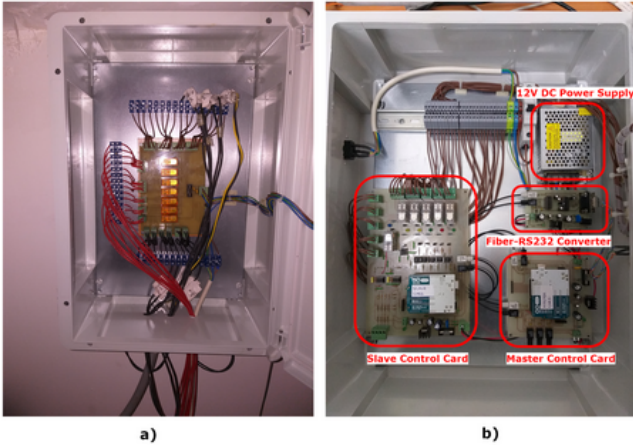 12V DC Power Supply
Fiber-RS232 Converter
Slave Control Card
Master Control Card
a)
b)